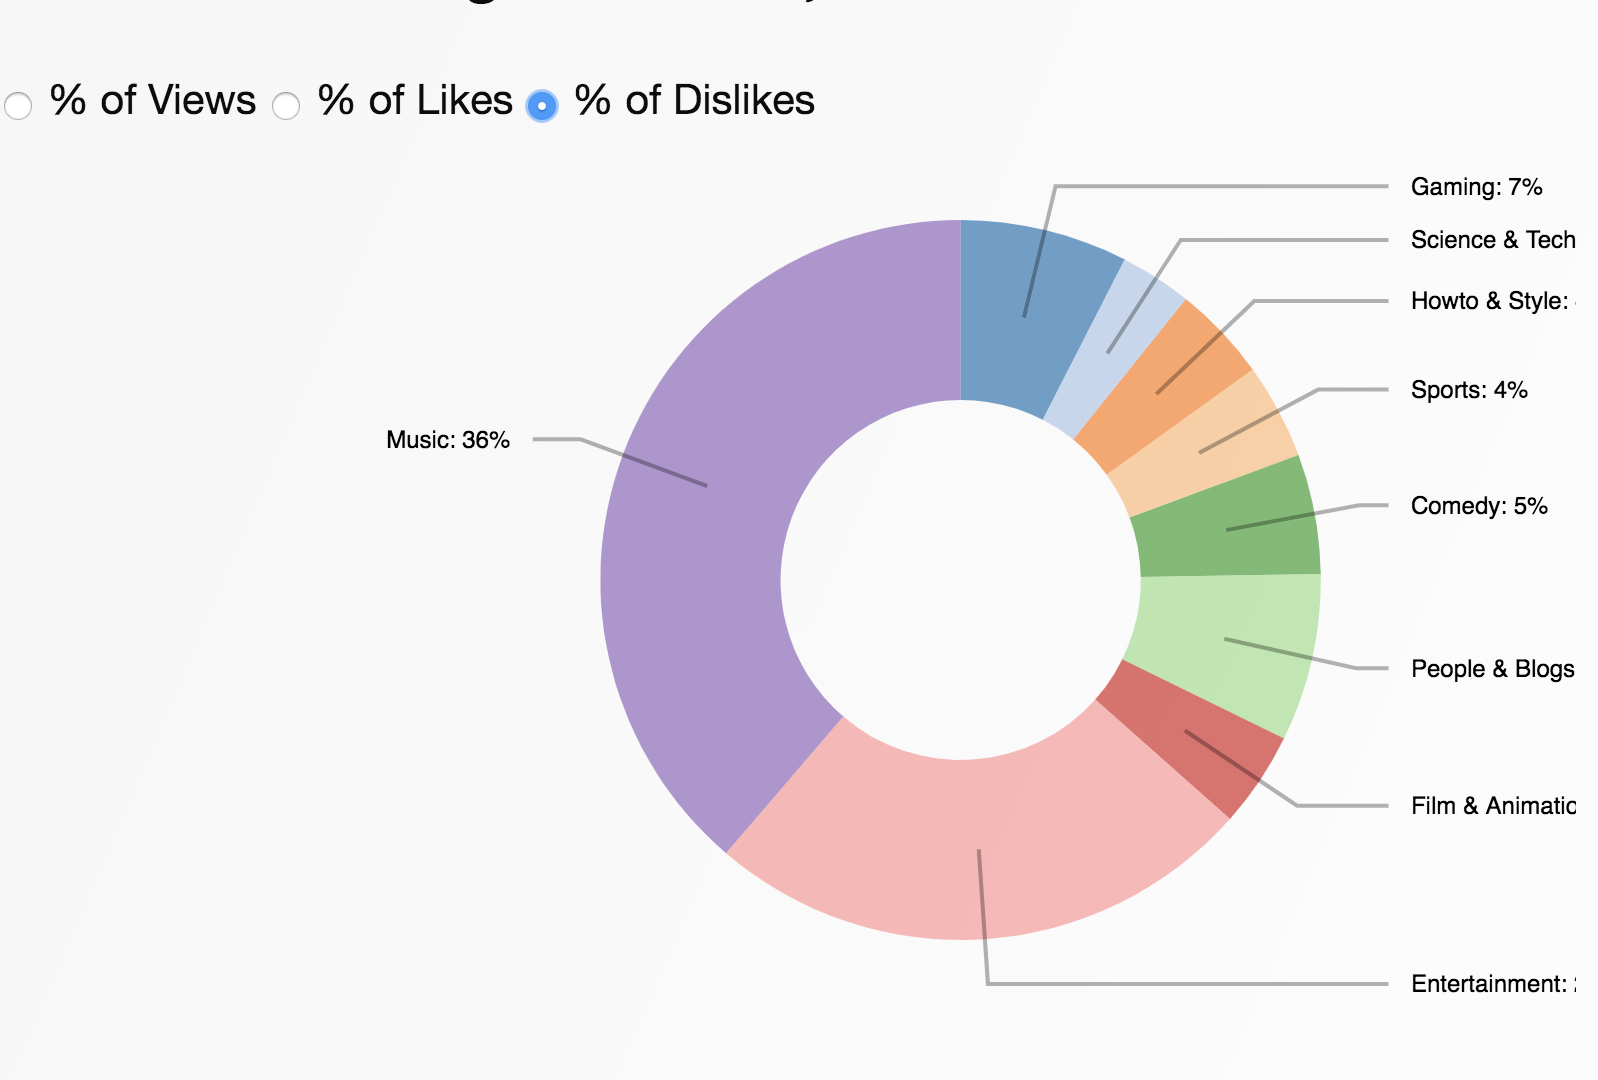 % of Views % of Likes % of Dislikes
Gaming: 7%
Science & Tech
Howto & Style:
Sports: 4%
Music: 36%
Comedy: 5%
People & Blogs
Film & Animatio
Entertainment: